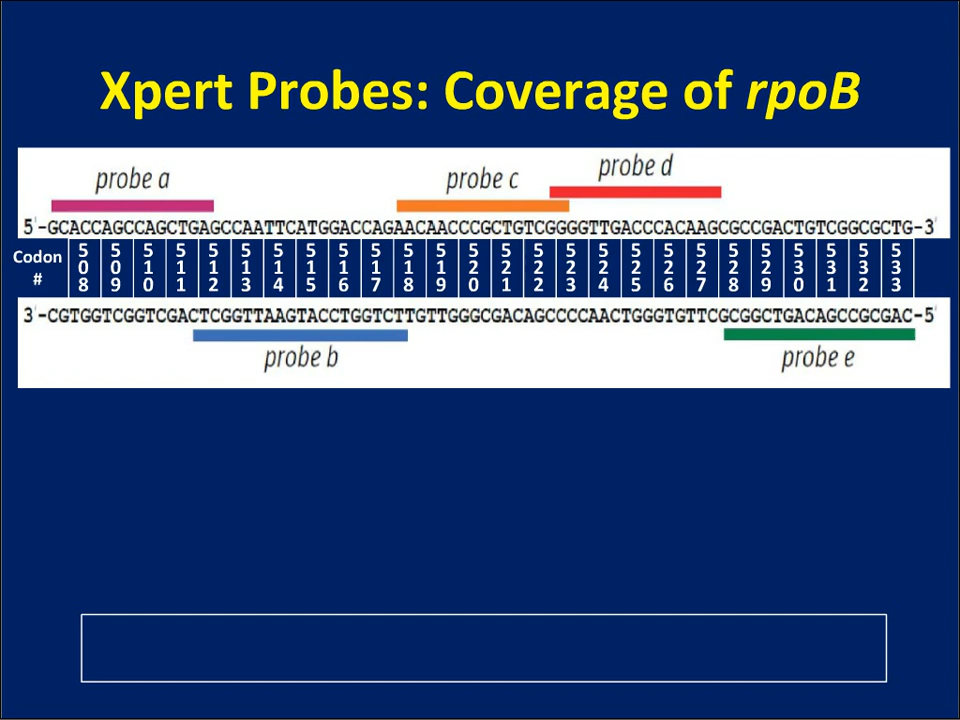 Xpert Probes: Coverage of rpoB
probe a probe c probe d
5'-GCACCAGCCAGCTGAGCCAATTCATGGACCAGAACAACCCGCTGTCGGGGTTGACCCACAAGCGCCGACTGTCGGCGCTG-3'
Codon # 508 509 510 511 512 513 514 515 516 517 518 519 520 521 522 523 524 525 526 527 528 529 530 531 532 533
3'-CGTGGTCGGTCGACTCGGTTAAGTACCTGGTCTTGTTGGGCGACAGCCCCAACTGGGTGTTCGCGGCTGACAGCCGCGAC-5'
probe b probe e